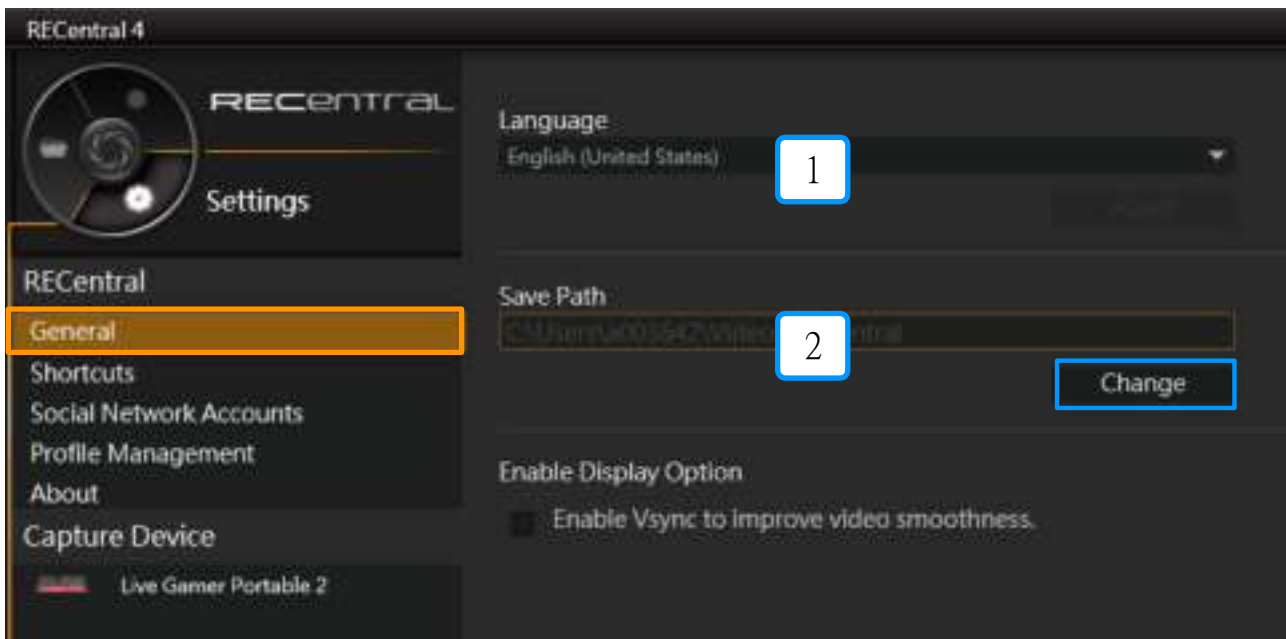 RECentral 4
RECENTRAL
Settings
RECentral
General
Shortcuts
Social Network Accounts
Profile Management
About
Capture Device
Live Gamer Portable 2
Language
English (United States)
1
Save Path
2
Change
Enable Display Option
Enable Vsync to improve video smoothness.